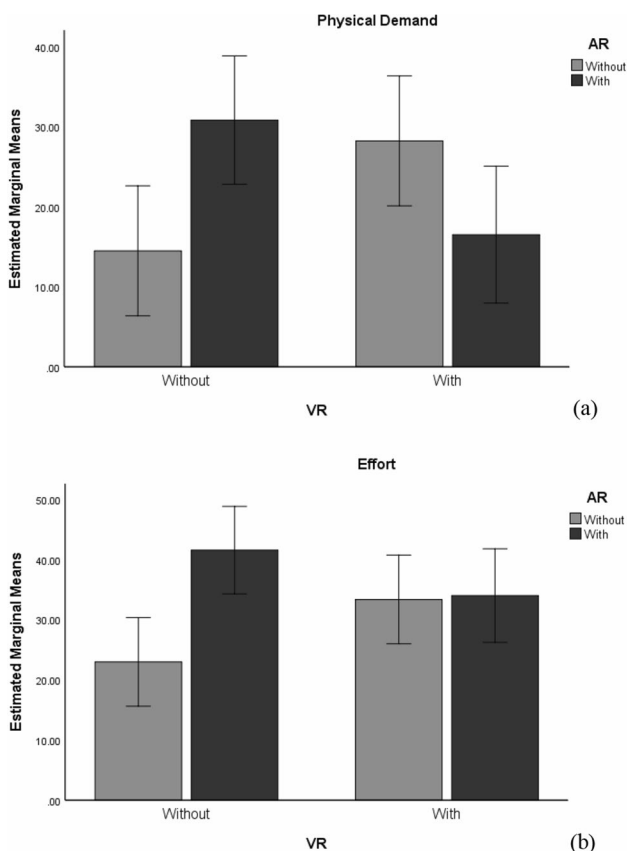 Physical Demand
AR
Without
With
Estimated Marginal Means
40.00
30.00
20.00
10.00
.00
Without
With
VR
(a)
Effort
AR
Without
With
Estimated Marginal Means
50.00
40.00
30.00
20.00
10.00
.00
Without
With
VR
(b)